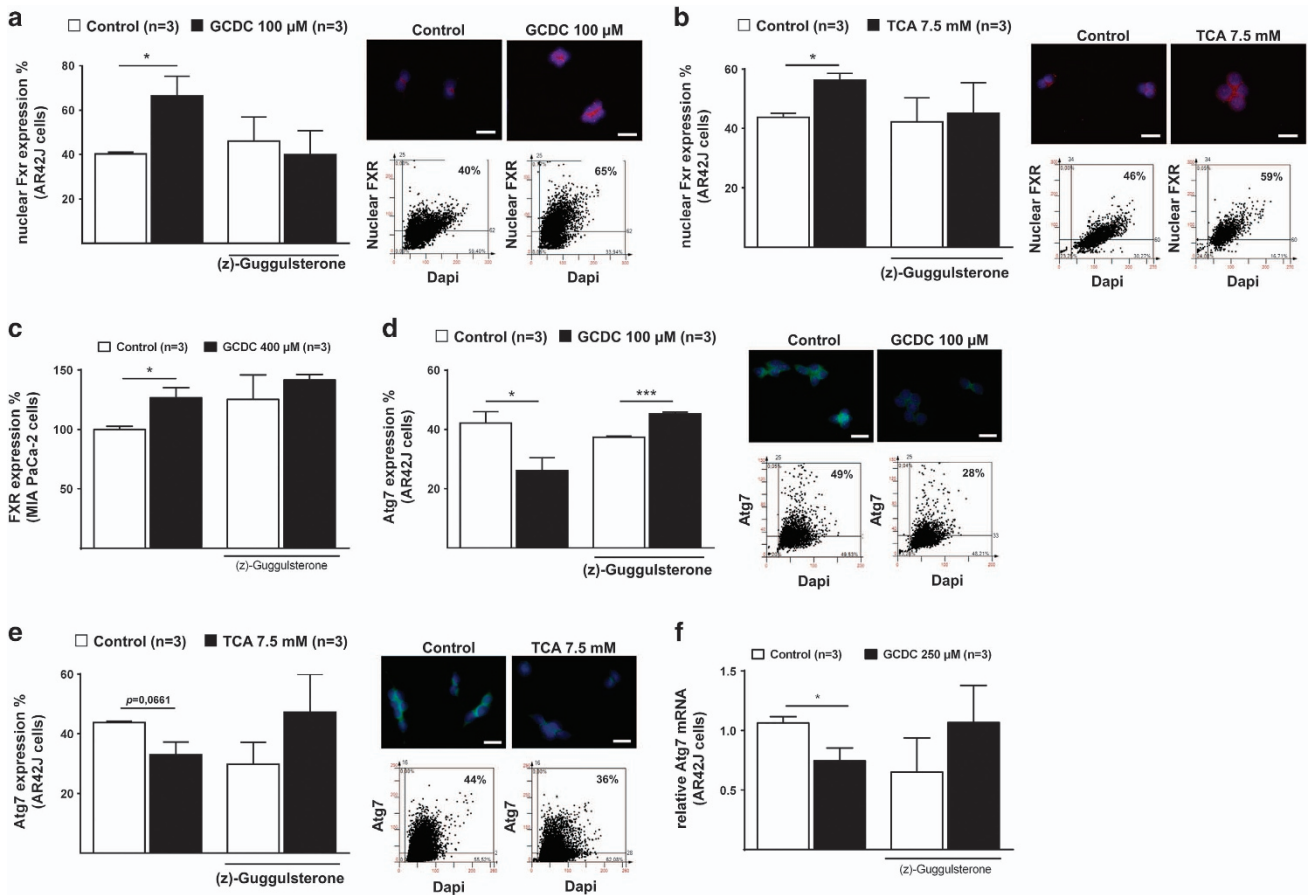 a
Control (n=3) GCDC 100 µM (n=3)
nuclear Fxr expression %
(AR42J cells)
80
60
40
20
*
(z)-Guggulsterone
Control GCDC 100 µM
40% 65%
Nuclear FXR Nuclear FXR
Dapi Dapi
b
Control (n=3) TCA 7.5 mM (n=3)
nuclear Fxr expression %
(AR42J cells)
60
40
20
*
(z)-Guggulsterone
Control TCA 7.5 mM
46% 59%
Nuclear FXR Nuclear FXR
Dapi Dapi
c
Control (n=3) GCDC 400 µM (n=3)
FXR expression %
(MIA PaCa-2 cells)
150
100
50
*
(z)-Guggulsterone
d
Control (n=3) GCDC 100 µM (n=3)
Atg7 expression %
(AR42J cells)
60
40
20
* ***
(z)-Guggulsterone
Control GCDC 100 µM
49% 28%
Atg7 Atg7
Dapi Dapi
e
Control (n=3) TCA 7.5 mM (n=3)
Atg7 expression %
(AR42J cells)
60
40
20
p=0,0661
(z)-Guggulsterone
Control TCA 7.5 mM
44% 36%
Atg7 Atg7
Dapi Dapi
f
Control (n=3) GCDC 250 µM (n=3)
relative Atg7 mRNA
(AR42J cells)
1.5
1.0
0.5
*
(z)-Guggulsterone